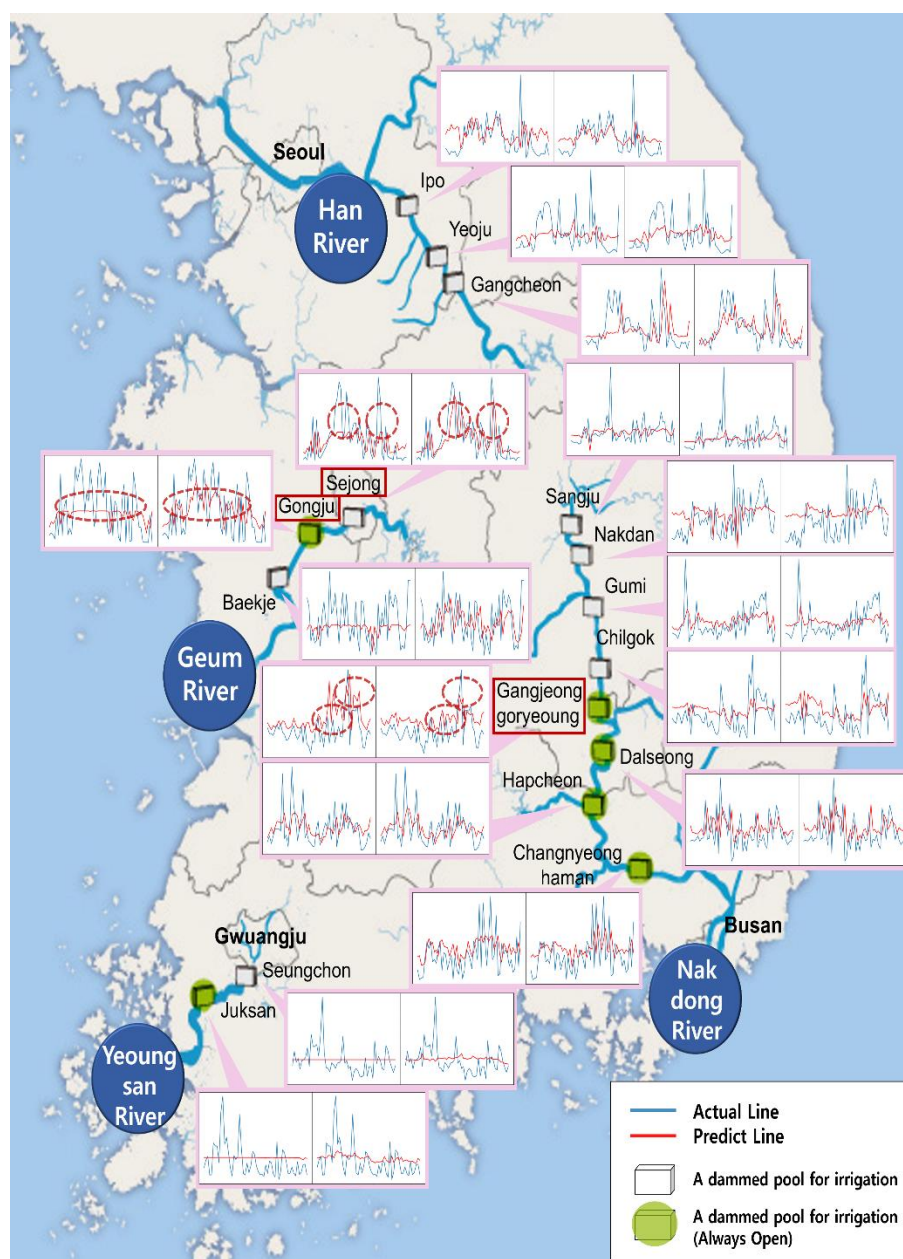 Seoul
Han
River
Ipo
Yeoju
Gangcheon
Sejong
Gongju
Baekje
Geum
River
Sangju
Nakdan
Gumi
Chilgok
Gangjeong
goryeoung
Dalseong
Hapcheon
Changnyeong
haman
Busan
Nak
dong
River
Gwuangju
Seungchon
Juksan
Yeoung
san
River
Actual Line
Predict Line
A dammed pool for irrigation
A dammed pool for irrigation
(Always Open)